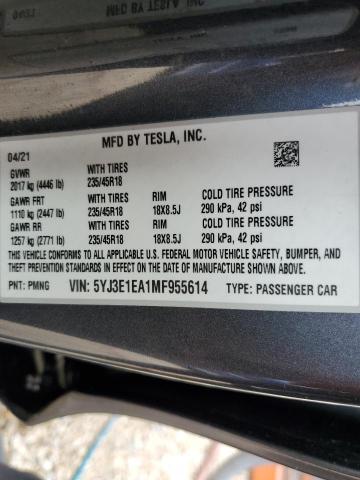 MFD BY TESLA, INC.
04/21
GVWR WITH TIRES
2017 kg (4446 lb) 235/45R18
GAWR FRT WITH TIRES RIM COLD TIRE PRESSURE
1110 kg (2447 lb) 235/45R18 18X8.5J 290 kPa, 42 psi
GAWR RR WITH TIRES RIM COLD TIRE PRESSURE
1257 kg (2771 lb) 235/45R18 18X8.5J 290 kPa, 42 psi
THIS VEHICLE CONFORMS TO ALL APPLICABLE U.S. FEDERAL MOTOR VEHICLE SAFETY, BUMPER, AND
THEFT PREVENTION STANDARDS IN EFFECT ON THE DATE OF MANUFACTURE SHOWN ABOVE.
PNT: PMNG VIN: 5YJ3E1EA1MF955614 TYPE: PASSENGER CAR